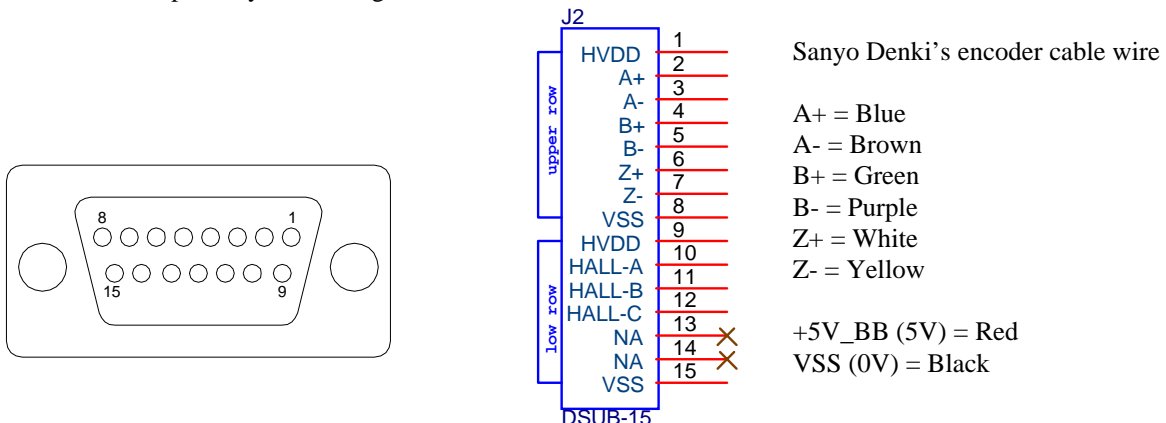 8 1
15 9
J2
upper row
low row
HVDD 1
A+ 2
A- 3
B+ 4
B- 5
Z+ 6
Z- 7
VSS 8
HVDD 9
HALL-A 10
HALL-B 11
HALL-C 12
NA 13
NA 14
VSS 15
DSUB-15
Sanyo Denki’s encoder cable wire
A+ = Blue
A- = Brown
B+ = Green
B- = Purple
Z+ = White
Z- = Yellow
+5V_BB (5V) = Red
VSS (0V) = Black